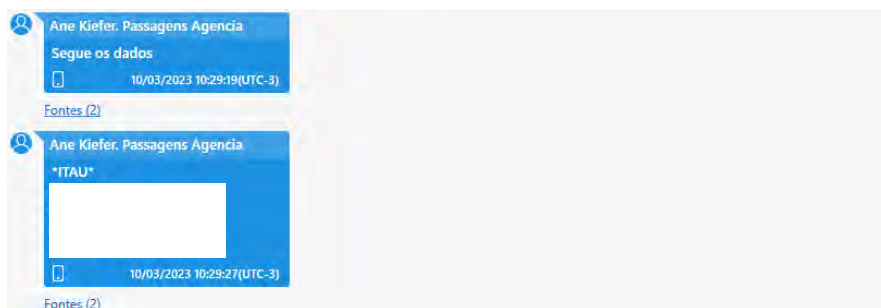 Ane Kiefer. Passagens Agencia
Segue os dados
10/03/2023 10:29:19(UTC-3)
Fontes (2)
Ane Kiefer. Passagens Agencia
*ITAU*
10/03/2023 10:29:27(UTC-3)
Fontes (2)